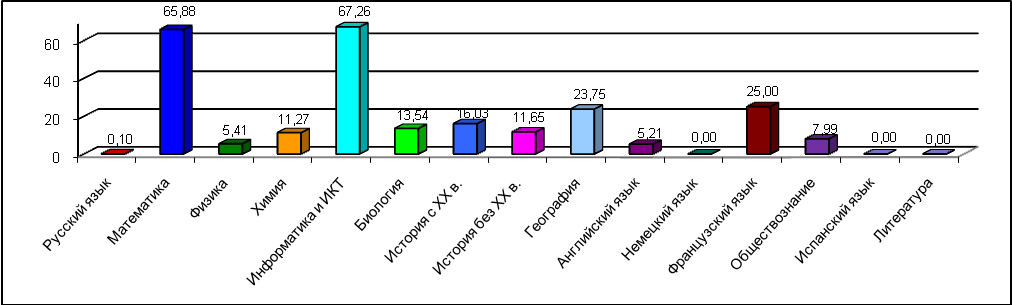 65,88
67,26
60
40
20
0
0,10
5,41
11,27
13,54
16,03
11,65
23,75
5,21
0,00
25,00
7,99
0,00
0,00
Русский язык
Математика
Физика
Химия
Информатика и ИКТ
Биология
История с XX в.
История без XX в.
География
Английский язык
Немецкий язык
Французский язык
Обществознание
Испанский язык
Литература